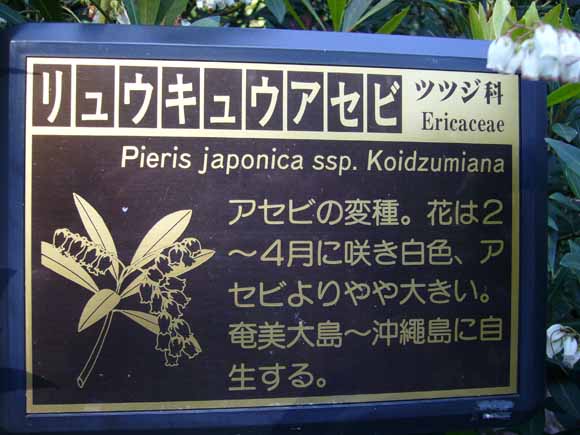 リュウキュウアセビ ツツジ科
Ericaceae
Pieris japonica ssp. Koidzumiana
アセビの変種。花は2
～4月に咲き白色、ア
セビよりやや大きい。
奄美大島～沖繩島に自
生する。